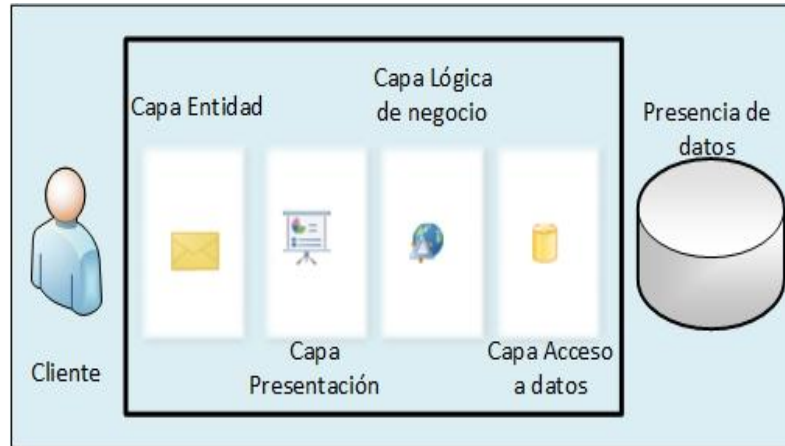 Capa Entidad
Capa Lógica
de negocio
Presencia de
datos
Cliente
Capa
Presentación
Capa Acceso
a datos